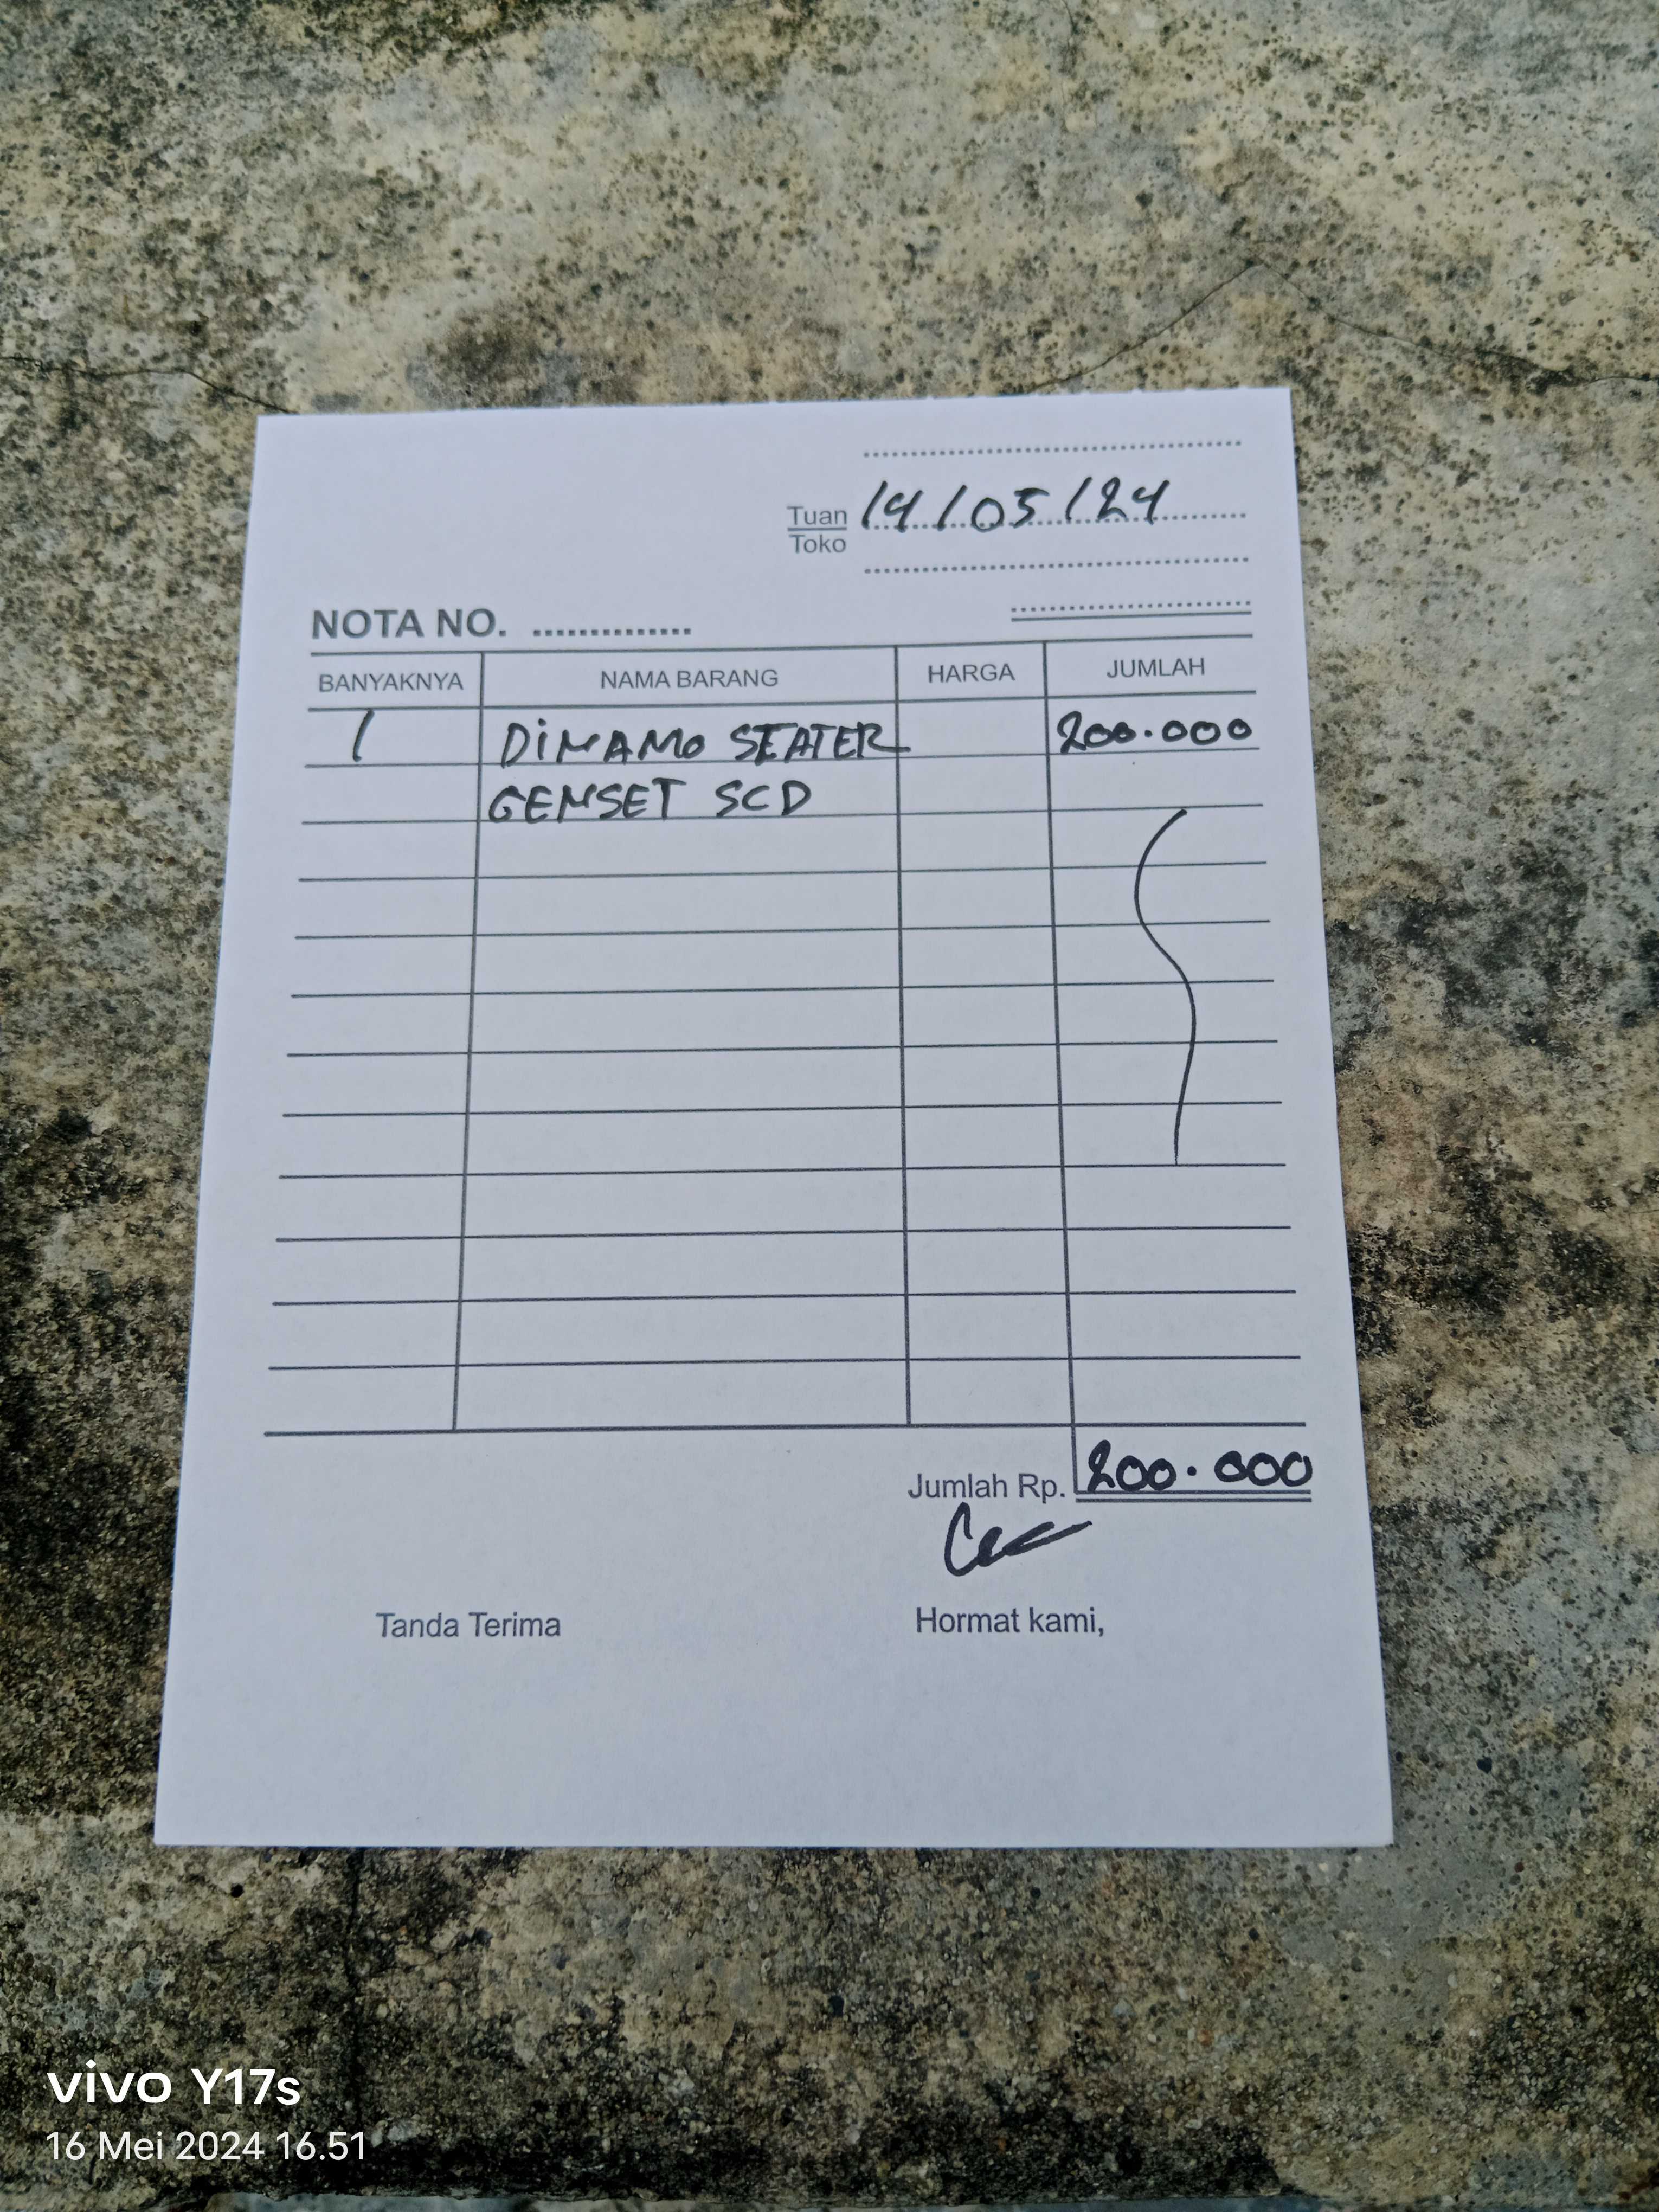 Tuan 14/05/24
Toko
NOTA NO. ..............
BANYAKNYA NAMA BARANG HARGA JUMLAH
1 DiNAMO SEATER 200.000
GENSET SCD
Jumlah Rp. 200.000
Tanda Terima Hormat kami,
vivo Y17s
16 Mei 2024 16.51